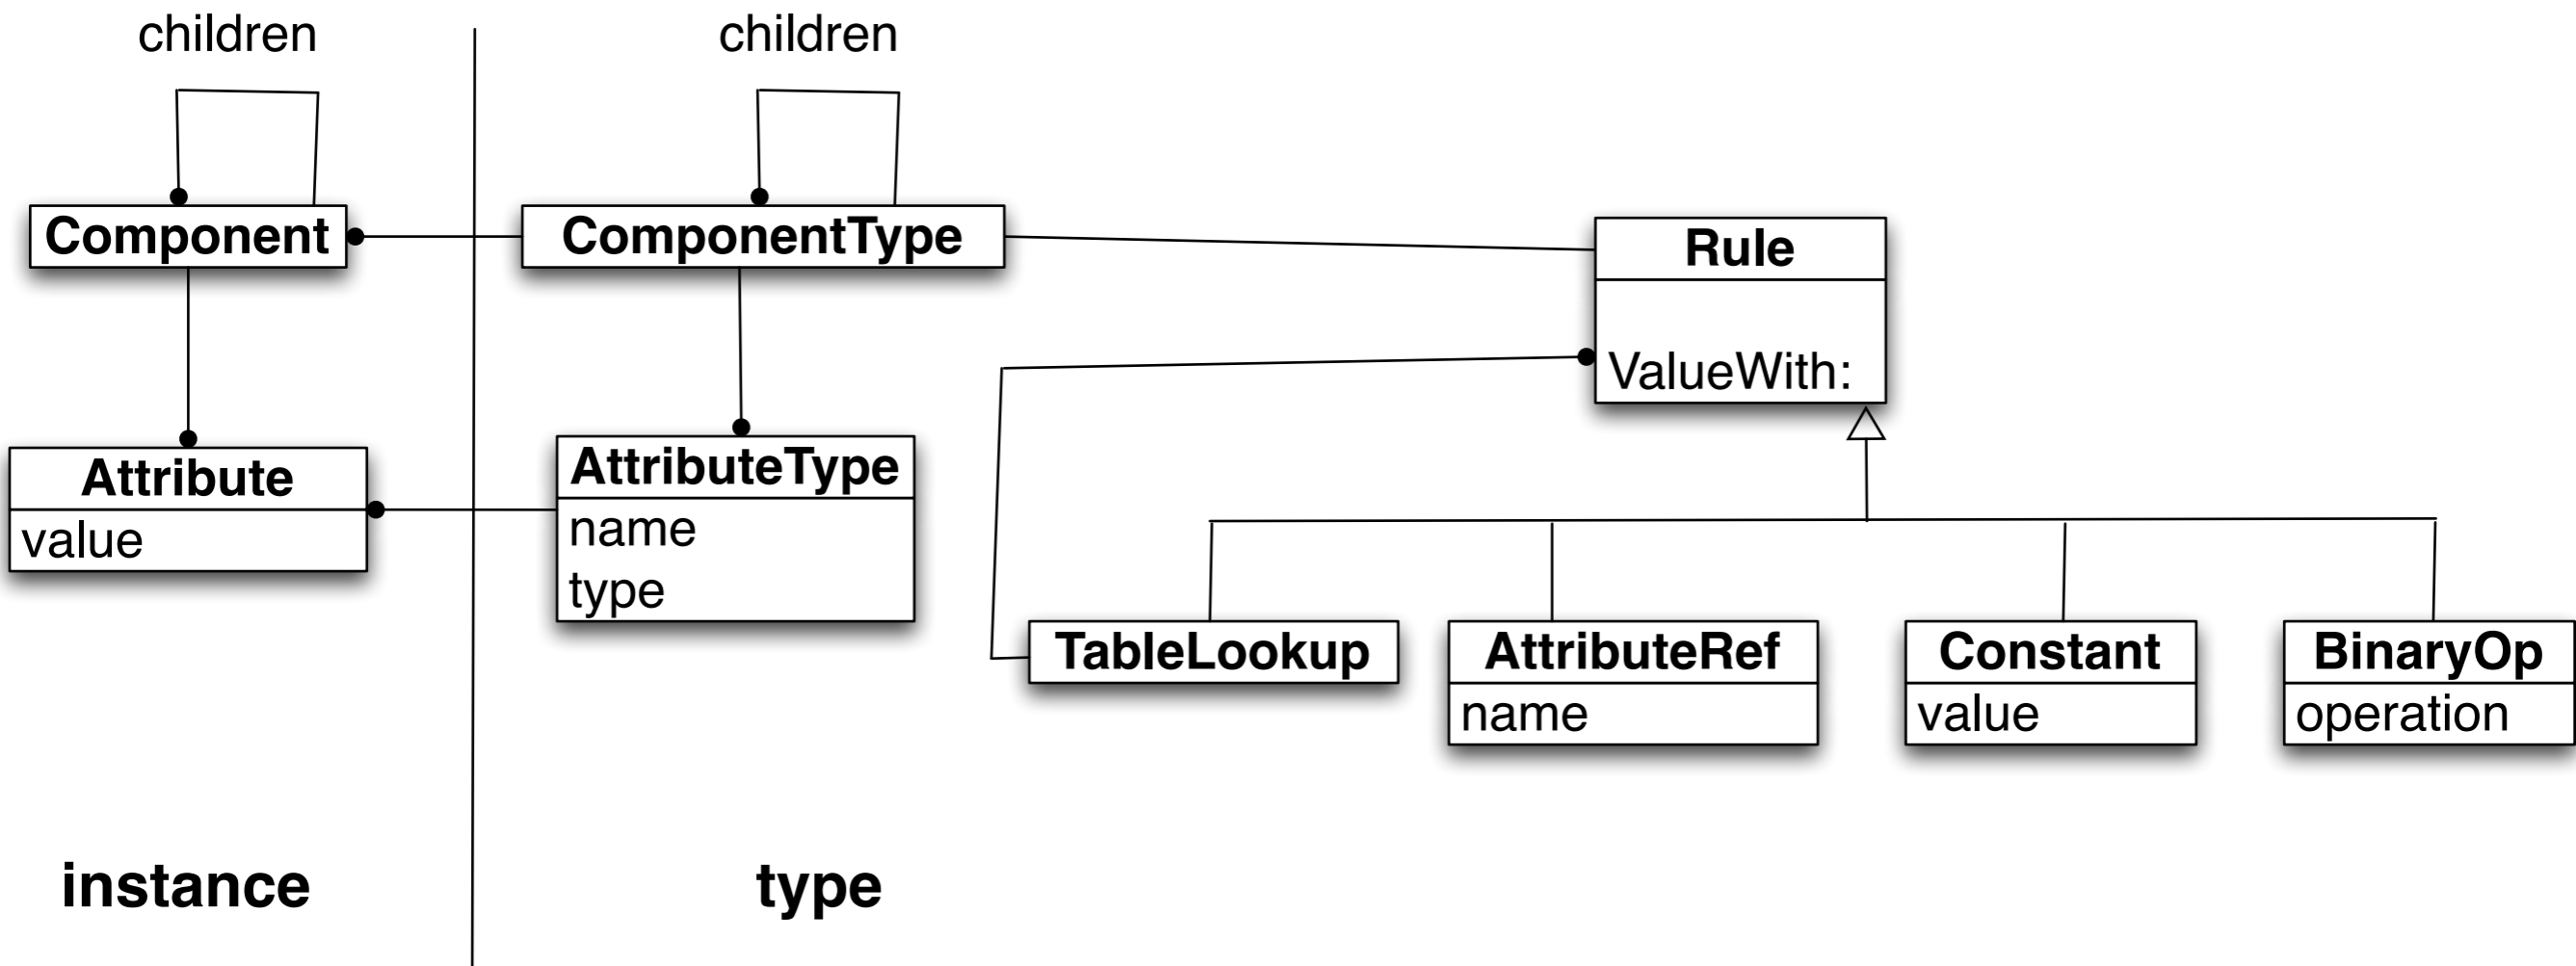 children
children
Component
ComponentType
Rule
ValueWith:
Attribute
value
AttributeType
name
type
TableLookup
AttributeRef
name
Constant
value
BinaryOp
operation
instance
type